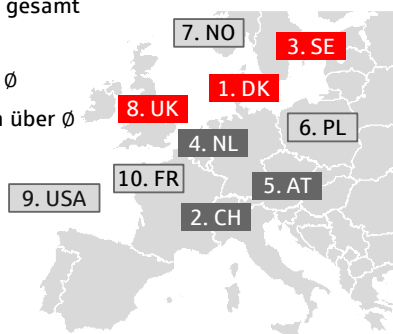 gesamt
7. NO
3. SE
Ø
1. DK
8. UK
über Ø
6. PL
4. NL
10. FR
5. AT
9. USA
2. CH